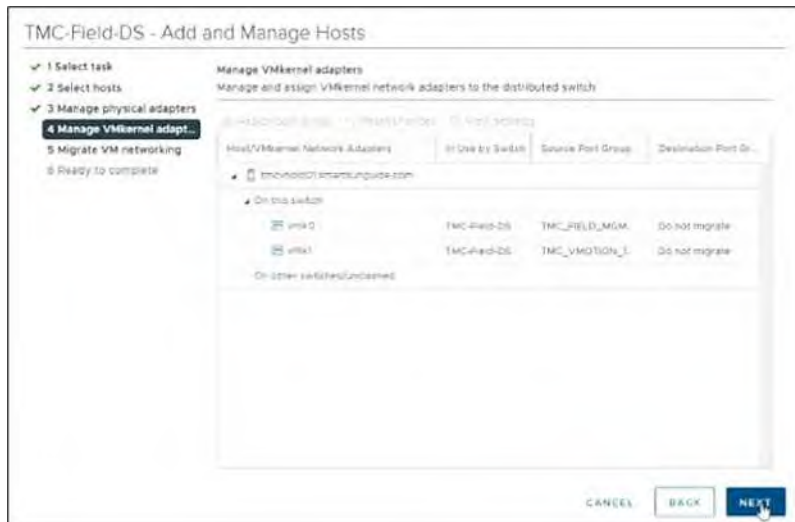 TMC-Field-DS - Add and Manage Hosts
1 Select task
2 Select hosts
3 Manage physical adapters
4 Manage VMkernel adapt...
5 Migrate VM networking
6 Ready to complete
Manage VMkernel adapters
Manage and assign VMkernel network adapters to the distributed switch
Host/VMkernel Network Adapters In Use by Switch Source Port Group Destination Port Gr...
On this switch
vmk0 TMC-Field-DS TMC_FIELD_MGM... Do not migrate
vmk1 TMC-Field-DS TMC_VMOTION_1... Do not migrate
On other switches/unclaimed
CANCEL BACK NEXT